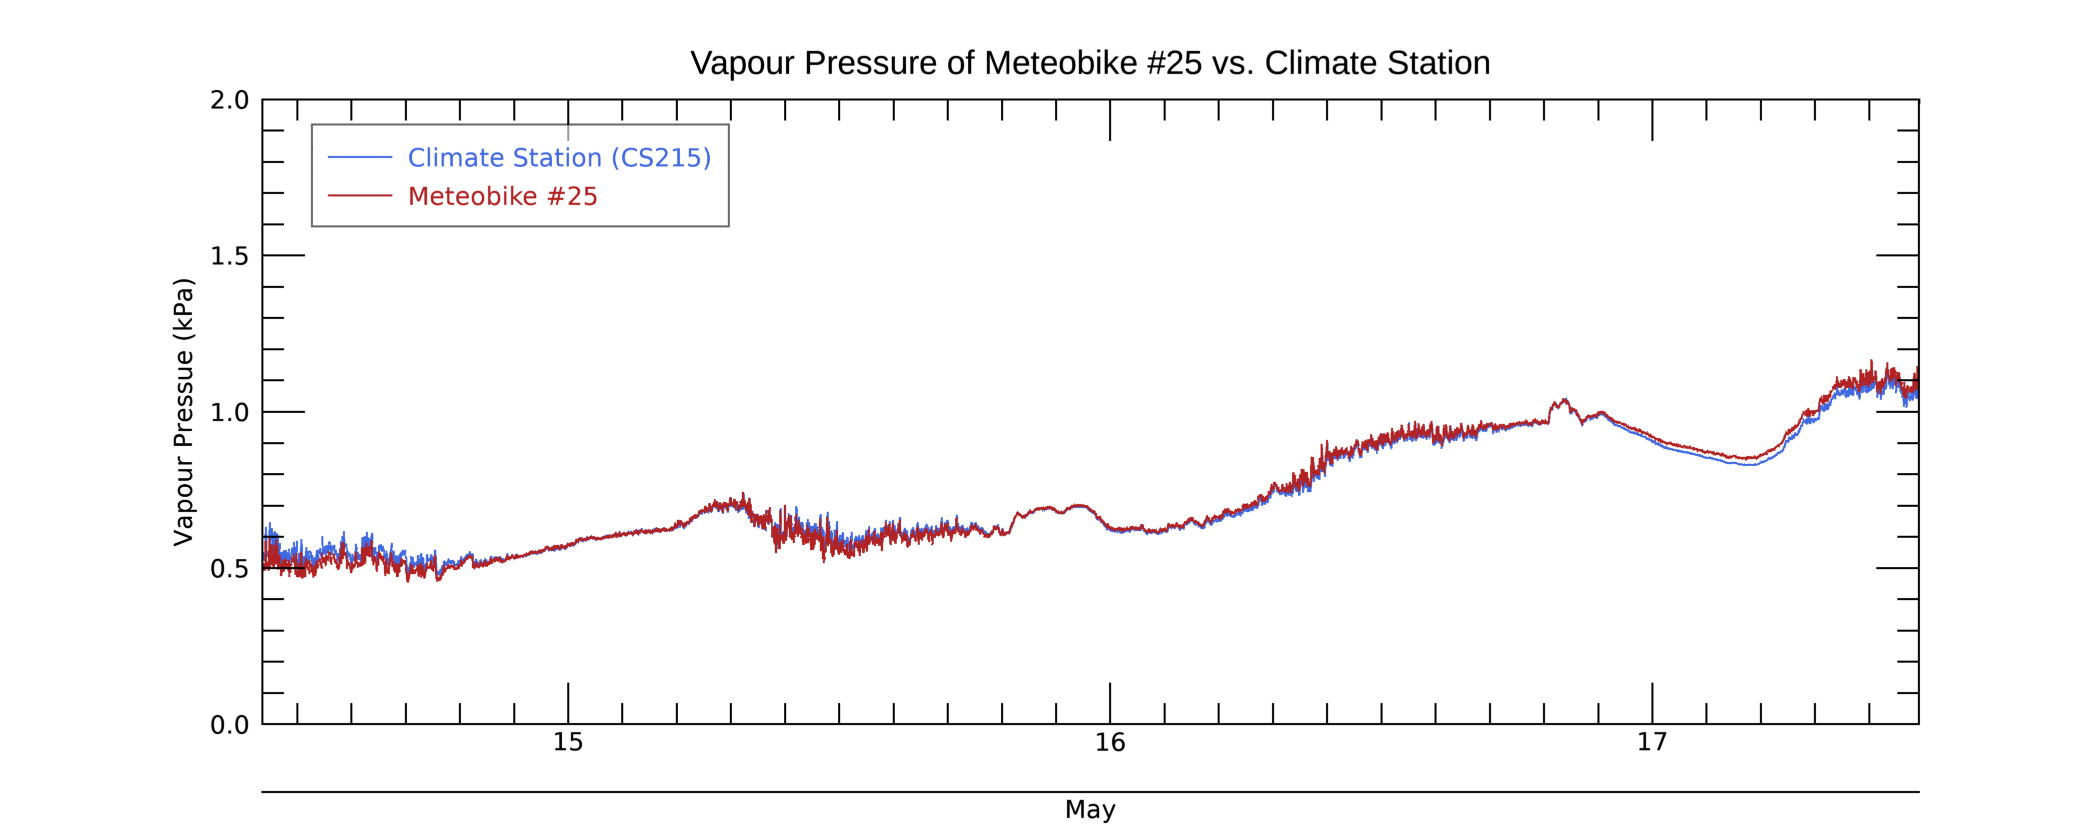 Vapour Pressure of Meteobike #25 vs. Climate Station
2.0
Climate Station (CS215)
Meteobike #25
1.5
1.0
0.5
0.0
Vapour Pressue (kPa)
15
16
17
May